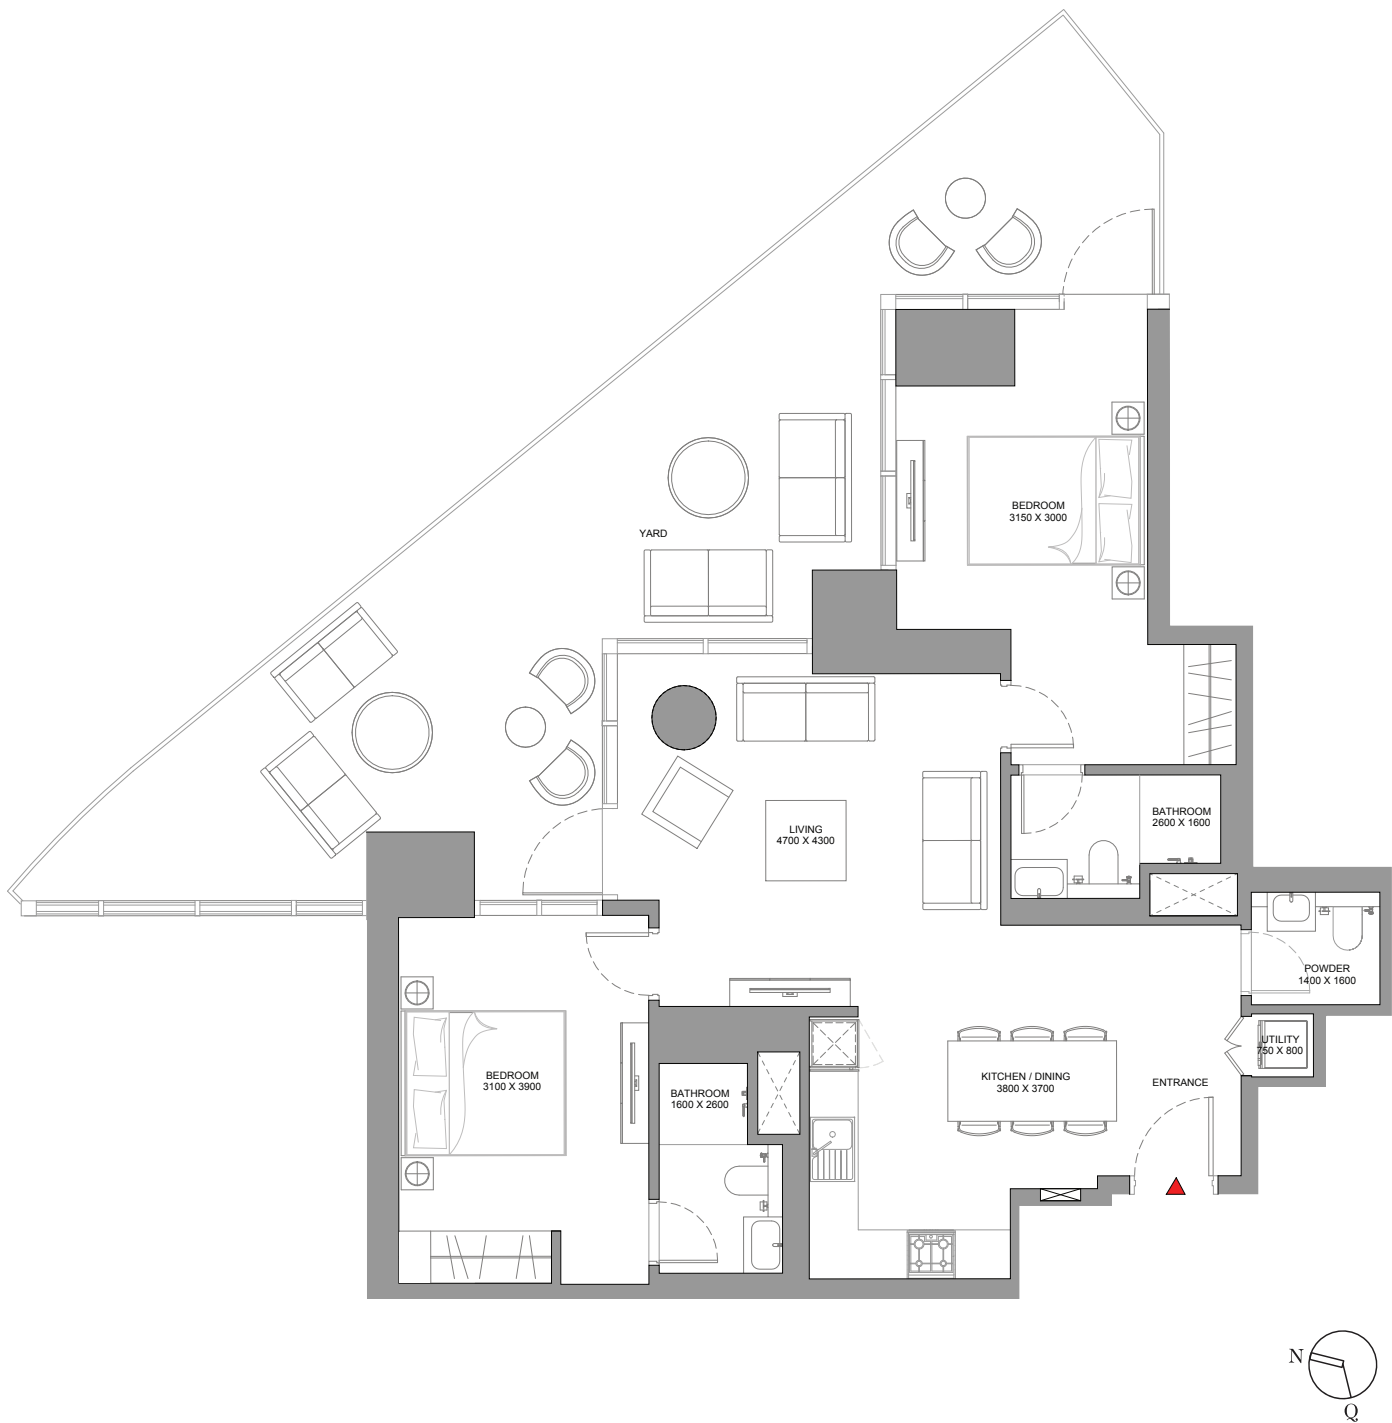 BEDROOM
3150 X 3000
YARD
BATHROOM
2600 X 1600
LIVING
4700 X 4300
POWDER
1400 X 1600
UTILITY
750 X 800
KITCHEN / DINING
3800 X 3700
ENTRANCE
BEDROOM
3100 X 3900
BATHROOM
1600 X 2600
N
Q